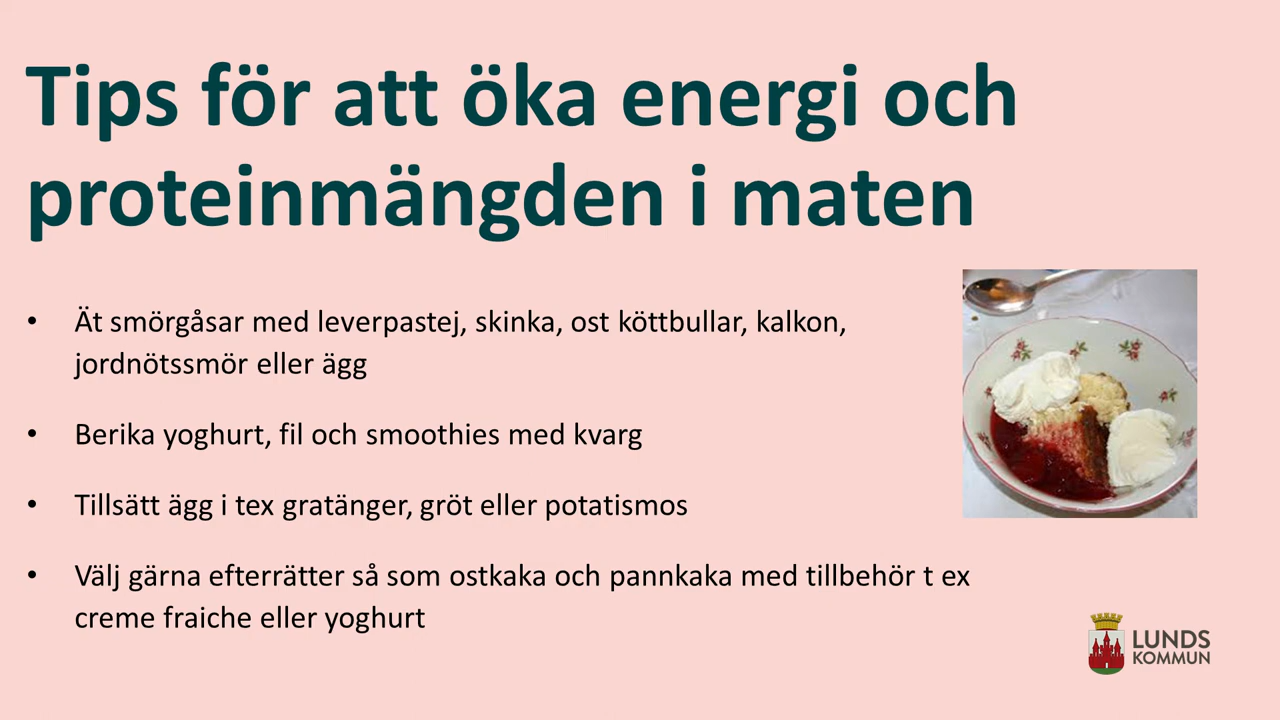 Tips för att öka energi och
proteinmängden i maten
• Ät smörgåsar med leverpastej, skinka, ost köttbullar, kalkon,
jordnötssmör eller ägg
• Berika yoghurt, fil och smoothies med kvarg
• Tillsätt ägg i tex gratänger, gröt eller potatismos
• Välj gärna efterrätter så som ostkaka och pannkaka med tillbehör t ex
creme fraiche eller yoghurt
LUNDS
KOMMUN